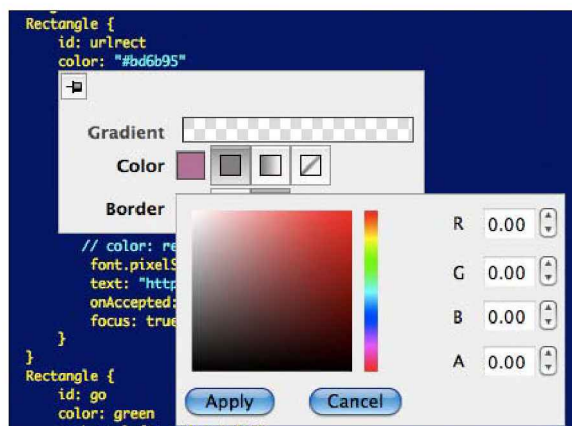 Rectangle {
id: urlrect
color: "#bd6b95"
Gradient
Color
Border
R 0.00
G 0.00
B 0.00
A 0.00
Apply Cancel
// color: re
font.pixelS
text: "http
onAccepted:
focus: true
}
}
Rectangle {
id: go
color: green